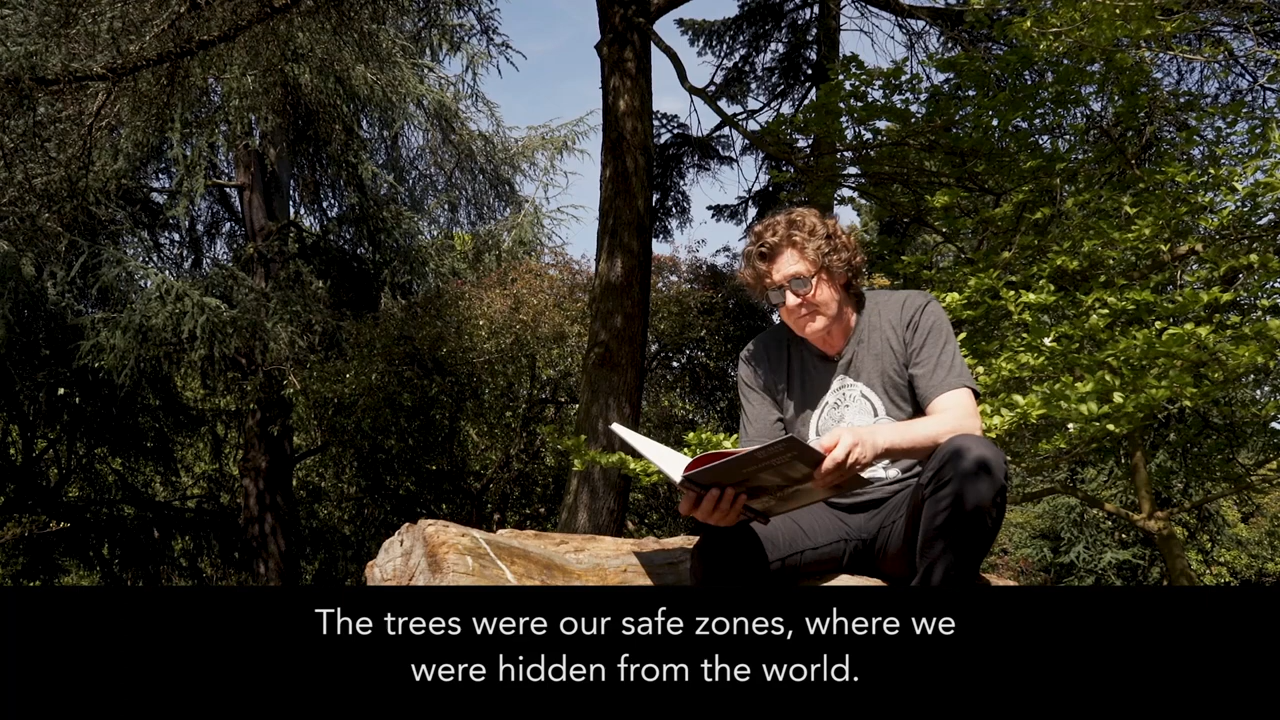 The trees were our safe zones, where we
were hidden from the world.